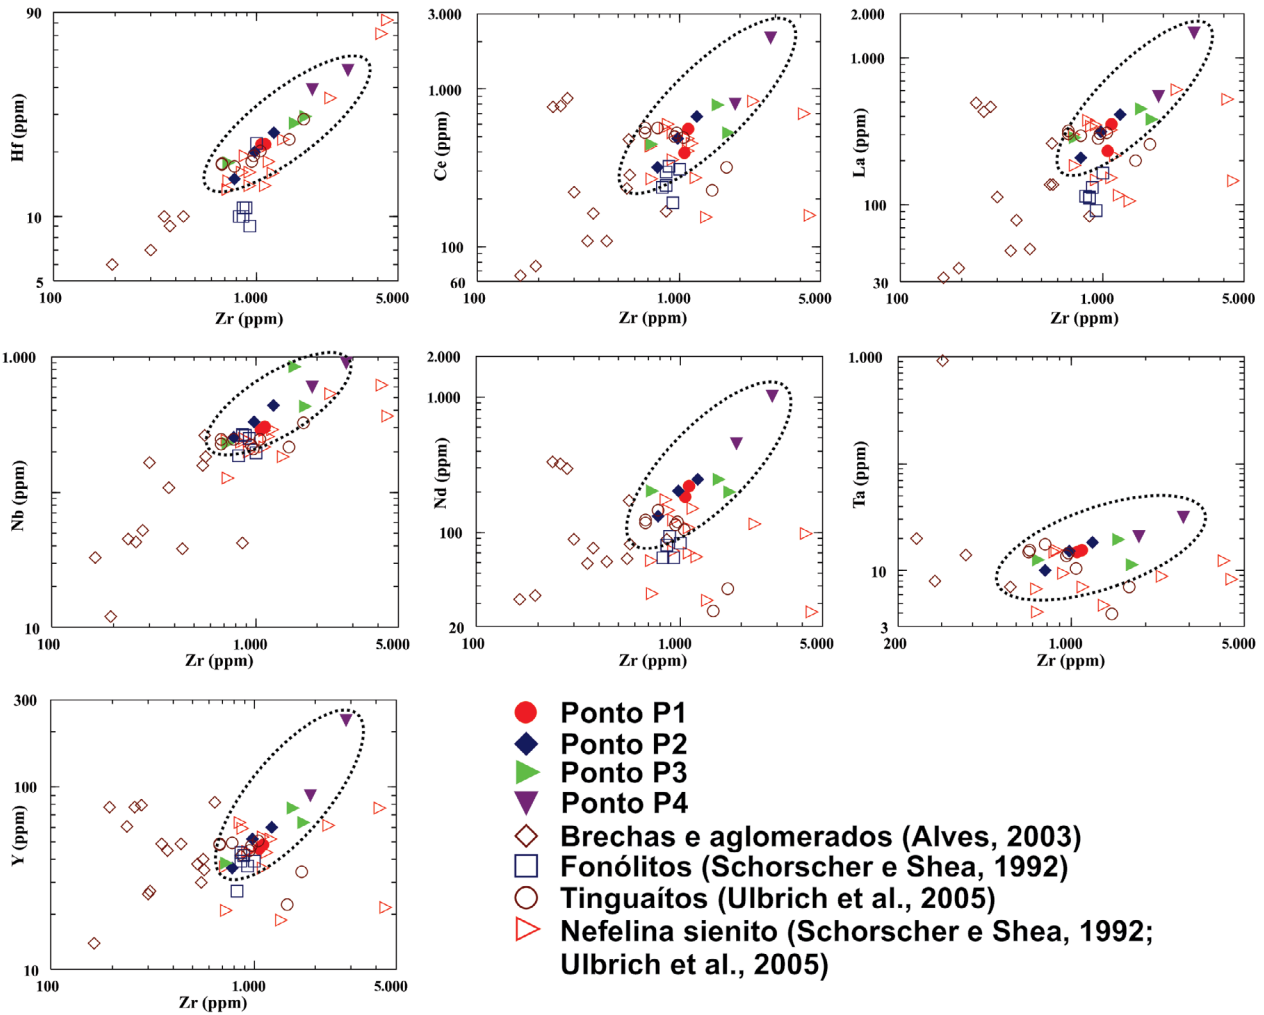 90
10
5
100
1.000
5.000
Hf (ppm)
Zr (ppm)
3.000
1.000
100
60
100
1.000
5.000
Ce (ppm)
Zr (ppm)
2.000
1.000
100
30
100
1.000
5.000
La (ppm)
Zr (ppm)
1.000
10
100
1.000
5.000
Nb (ppm)
Zr (ppm)
2.000
1.000
100
20
100
1.000
5.000
Nd (ppm)
Zr (ppm)
1.000
10
3
200
1.000
5.000
Ta (ppm)
Zr (ppm)
300
100
10
100
1.000
5.000
Y (ppm)
Zr (ppm)
Ponto P1
Ponto P2
Ponto P3
Ponto P4
Brechas e aglomerados (Alves, 2003)
Fonólitos (Schorscher e Shea, 1992)
Tinguaítos (Ulbrich et al., 2005)
Nefelina sienito (Schorscher e Shea, 1992;
Ulbrich et al., 2005)